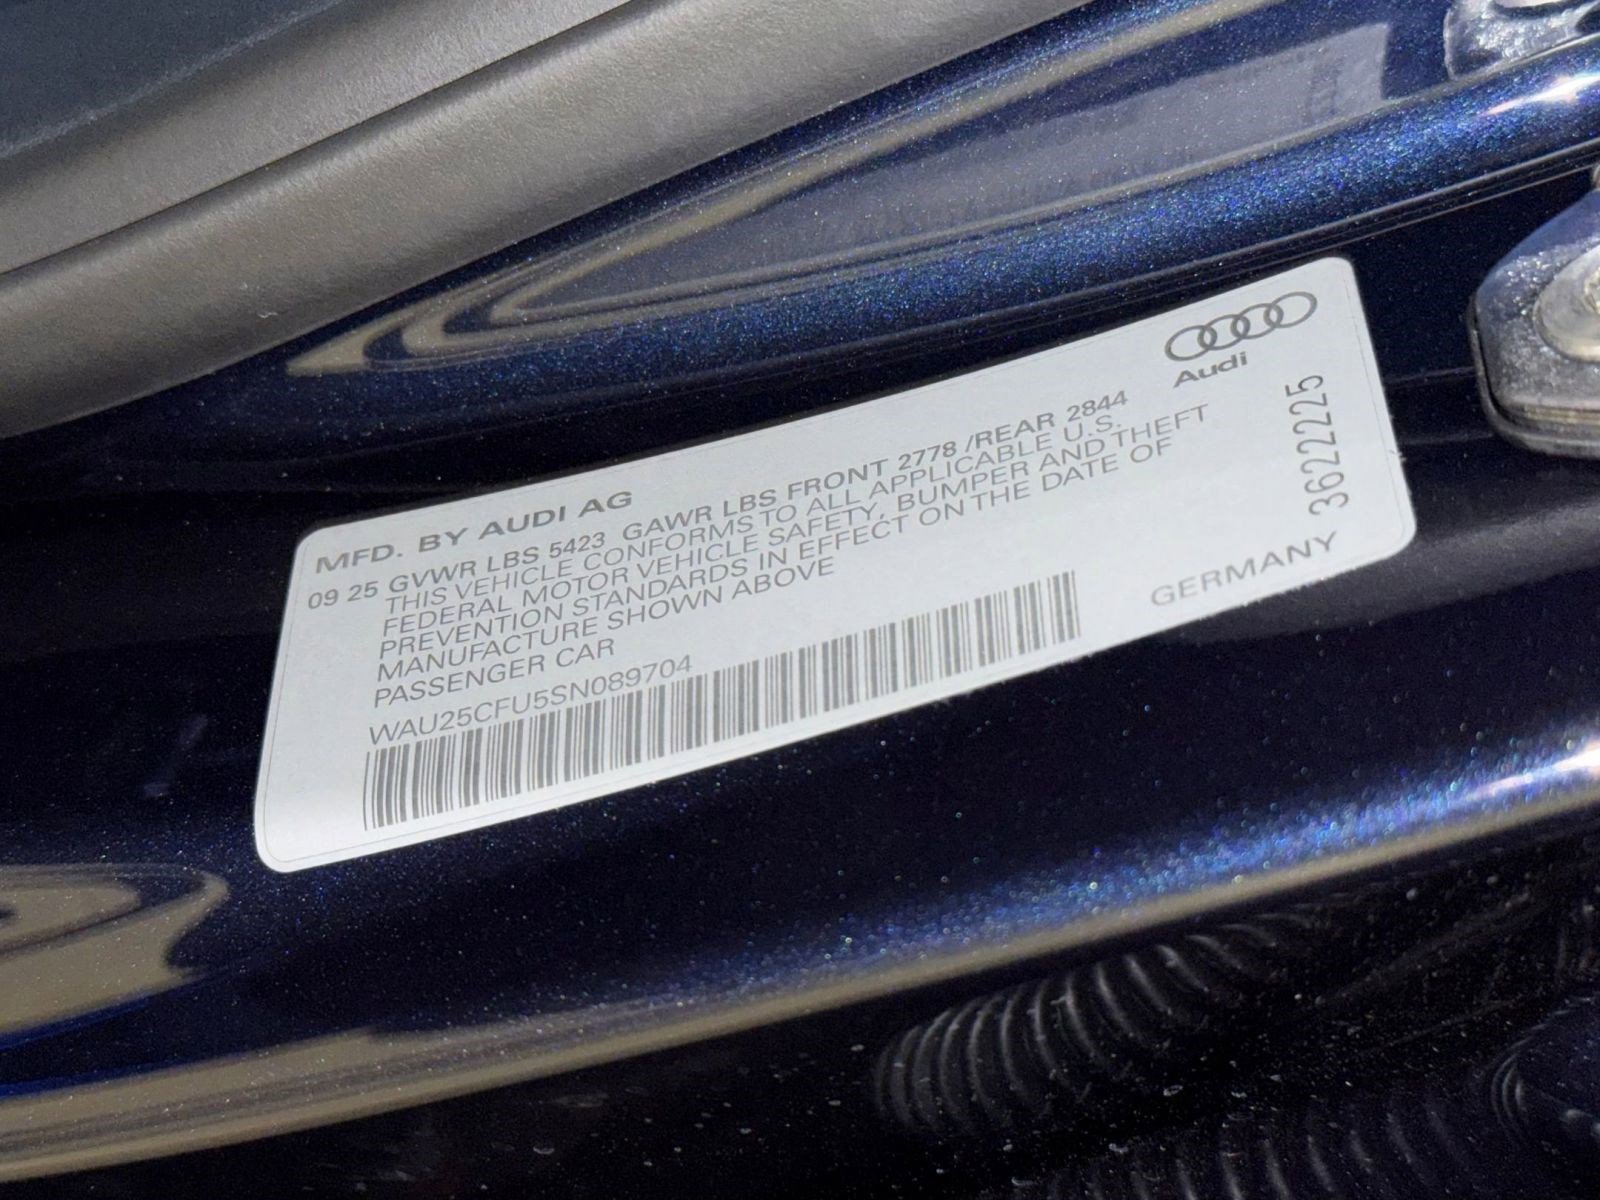 Audi
MFD. BY AUDI AG
09 25 GVWR LBS 5423 GAWR LBS FRONT 2778 /REAR 2844
THIS VEHICLE CONFORMS TO ALL APPLICABLE U.S.
FEDERAL MOTOR VEHICLE SAFETY, BUMPER AND THEFT
PREVENTION STANDARDS IN EFFECT ON THE DATE OF
MANUFACTURE SHOWN ABOVE
PASSENGER CAR
WAU25CFU5SN089704
GERMANY
3622225